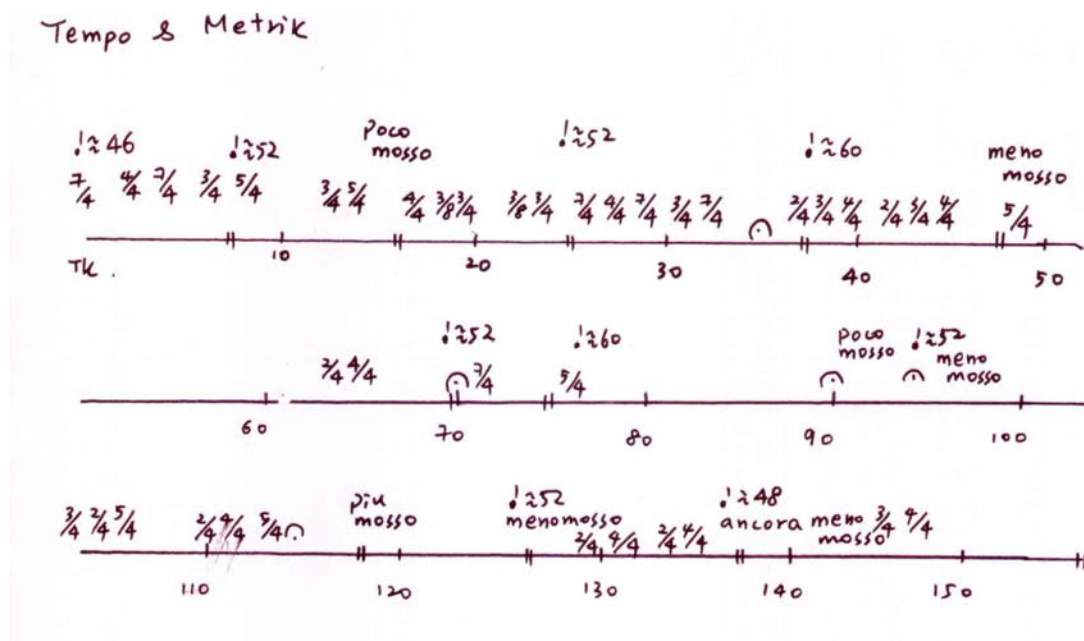 Tempo & Metrik
♩≈46 ♩≈52 poco mosso ♩≈52 ♩≈60 meno mosso
7/4 4/4 7/4 3/4 5/4 3/4 5/4 4/4 3/8 3/4 3/8 3/4 7/4 4/4 7/4 3/4 7/4 2/4 3/4 4/4 2/4 4/4 5/4
Tk. 10 20 30 40 50
♩≈52 ♩≈60 poco mosso ♩≈52 meno mosso
3/4 4/4 7/4 5/4
60 70 80 90 100
più mosso ♩≈52 meno mosso ♩≈48 ancora meno mosso
3/4 2/4 5/4 2/4 4/4 5/4 2/4 4/4 2/4 4/4 3/4 4/4
110 120 130 140 150